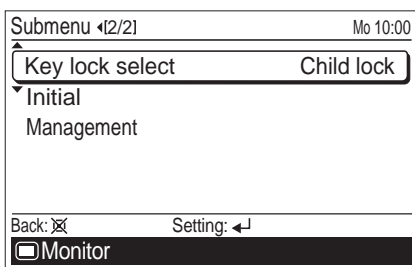 Submenu [2/2] Mo 10:00
Key lock select Child lock
Initial
Management
Back: Setting:
Monitor